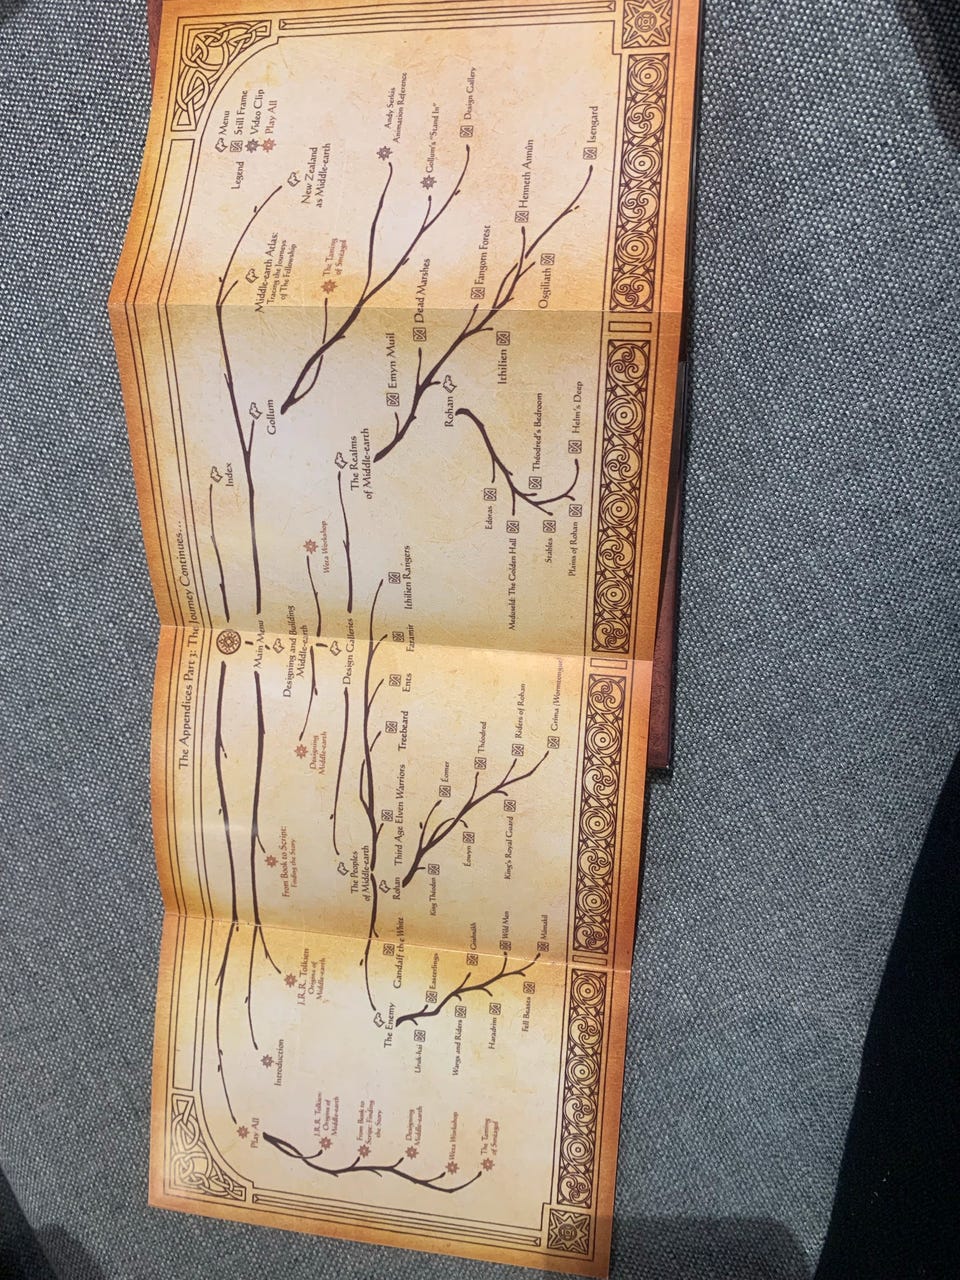 The Appendices Part 3: The Journey Continues...
Main Menu
Index
Legend
Menu
Still Frame
Video Clip
Play All
Play All
J.R.R. Tolkien:
Origins of
Middle-earth
From Book to
Script: Finding
the Story
Designing
Middle-earth
Weta Workshop
The Taming
of Sméagol
Introduction
J.R.R. Tolkien
Origins of
Middle-earth
From Book to Script:
Finding the Story
Designing and Building
Middle-earth
Designing
Middle-earth
Weta Workshop
Design Galleries
The Peoples
of Middle-earth
The Enemy
Uruk-hai
Easterlings
Wargs and Riders
Grishnákh
Haradrim
Wild Men
Fell Beasts
Mûmakil
Gandalf the White
Rohan
King Théoden
Éomer
Éowyn
Théodred
King's Royal Guard
Riders of Rohan
Gríma (Wormtongue)
Third Age Elven Warriors
Treebeard
Ents
Faramir
Ithilien Rangers
The Realms
of Middle-earth
Emyn Muil
Dead Marshes
Rohan
Edoras
Meduseld: The Golden Hall
Théodred's Bedroom
Stables
Plains of Rohan
Helm's Deep
Fangorn Forest
Ithilien
Henneth Annûn
Osgiliath
Isengard
Gollum
The Taming
of Sméagol
Andy Serkis
Animation Reference
Gollum's "Stand In"
Design Gallery
Middle-earth Atlas:
Tracing the Journeys
of The Fellowship
New Zealand
as Middle-earth